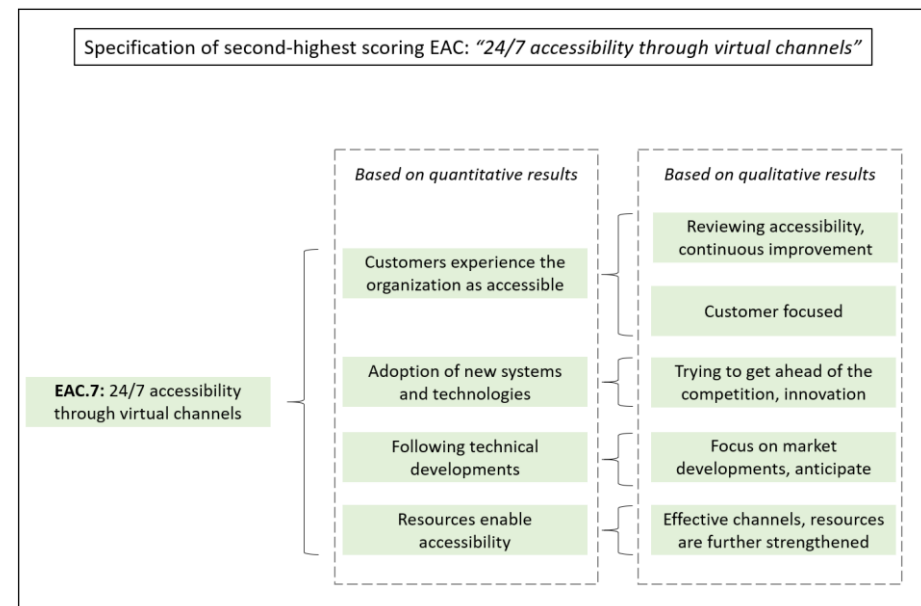 Specification of second-highest scoring EAC: “24/7 accessibility through virtual channels”
Based on quantitative results
Based on qualitative results
Reviewing accessibility,
continuous improvement
Customers experience the
organization as accessible
Customer focused
EAC.7: 24/7 accessibility
through virtual channels
Adoption of new systems
and technologies
Trying to get ahead of the
competition, innovation
Following technical
developments
Focus on market
developments, anticipate
Resources enable
accessibility
Effective channels, resources
are further strengthened